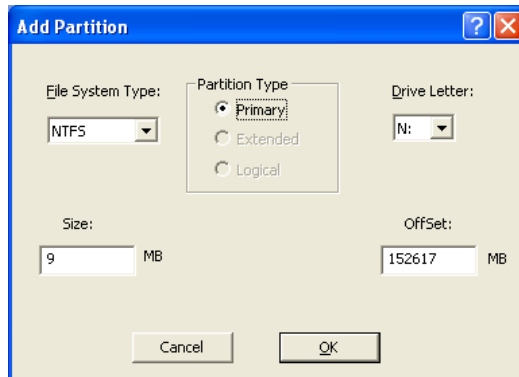 Add Partition
File System Type:
Partition Type
Drive Letter:
NTFS
Primary
Extended
Logical
N:
Size:
OffSet:
9
MB
152617
MB
Cancel
OK